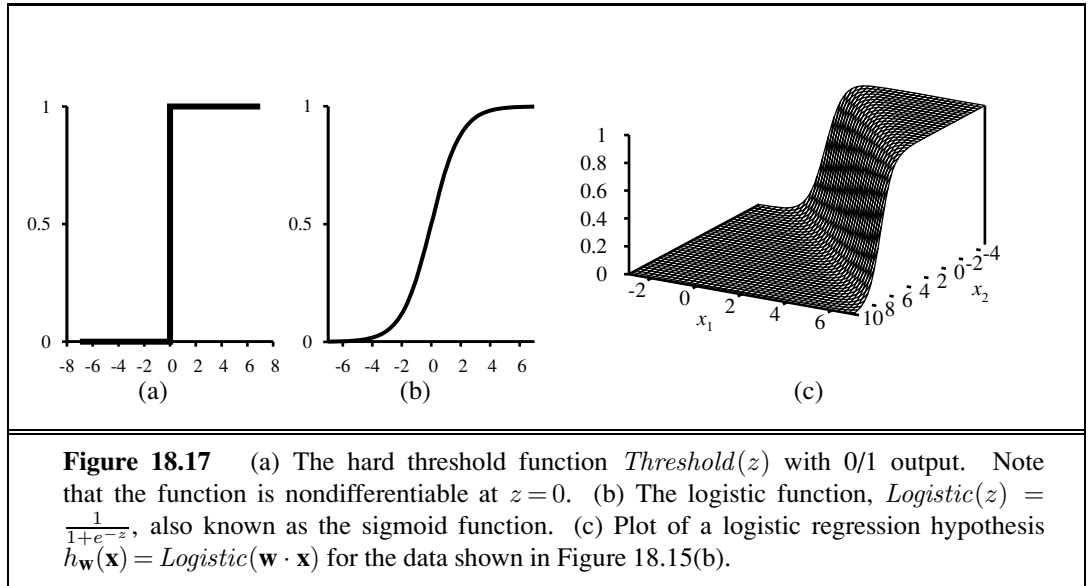 1
0.5
0
-8 -6 -4 -2 0 2 4 6 8
(a)
1
0.5
0
-6 -4 -2 0 2 4 6
(b)
1
0.8
0.6
0.4
0.2
0
-2 0 2 4 6
x1
10 8 6 4 2 0 -2 -4
x2
(c)
Figure 18.17 (a) The hard threshold function Threshold(z) with 0/1 output. Note
that the function is nondifferentiable at z = 0. (b) The logistic function, Logistic(z) =
1/(1+e^−z), also known as the sigmoid function. (c) Plot of a logistic regression hypothesis
hw(x) = Logistic(w · x) for the data shown in Figure 18.15(b).